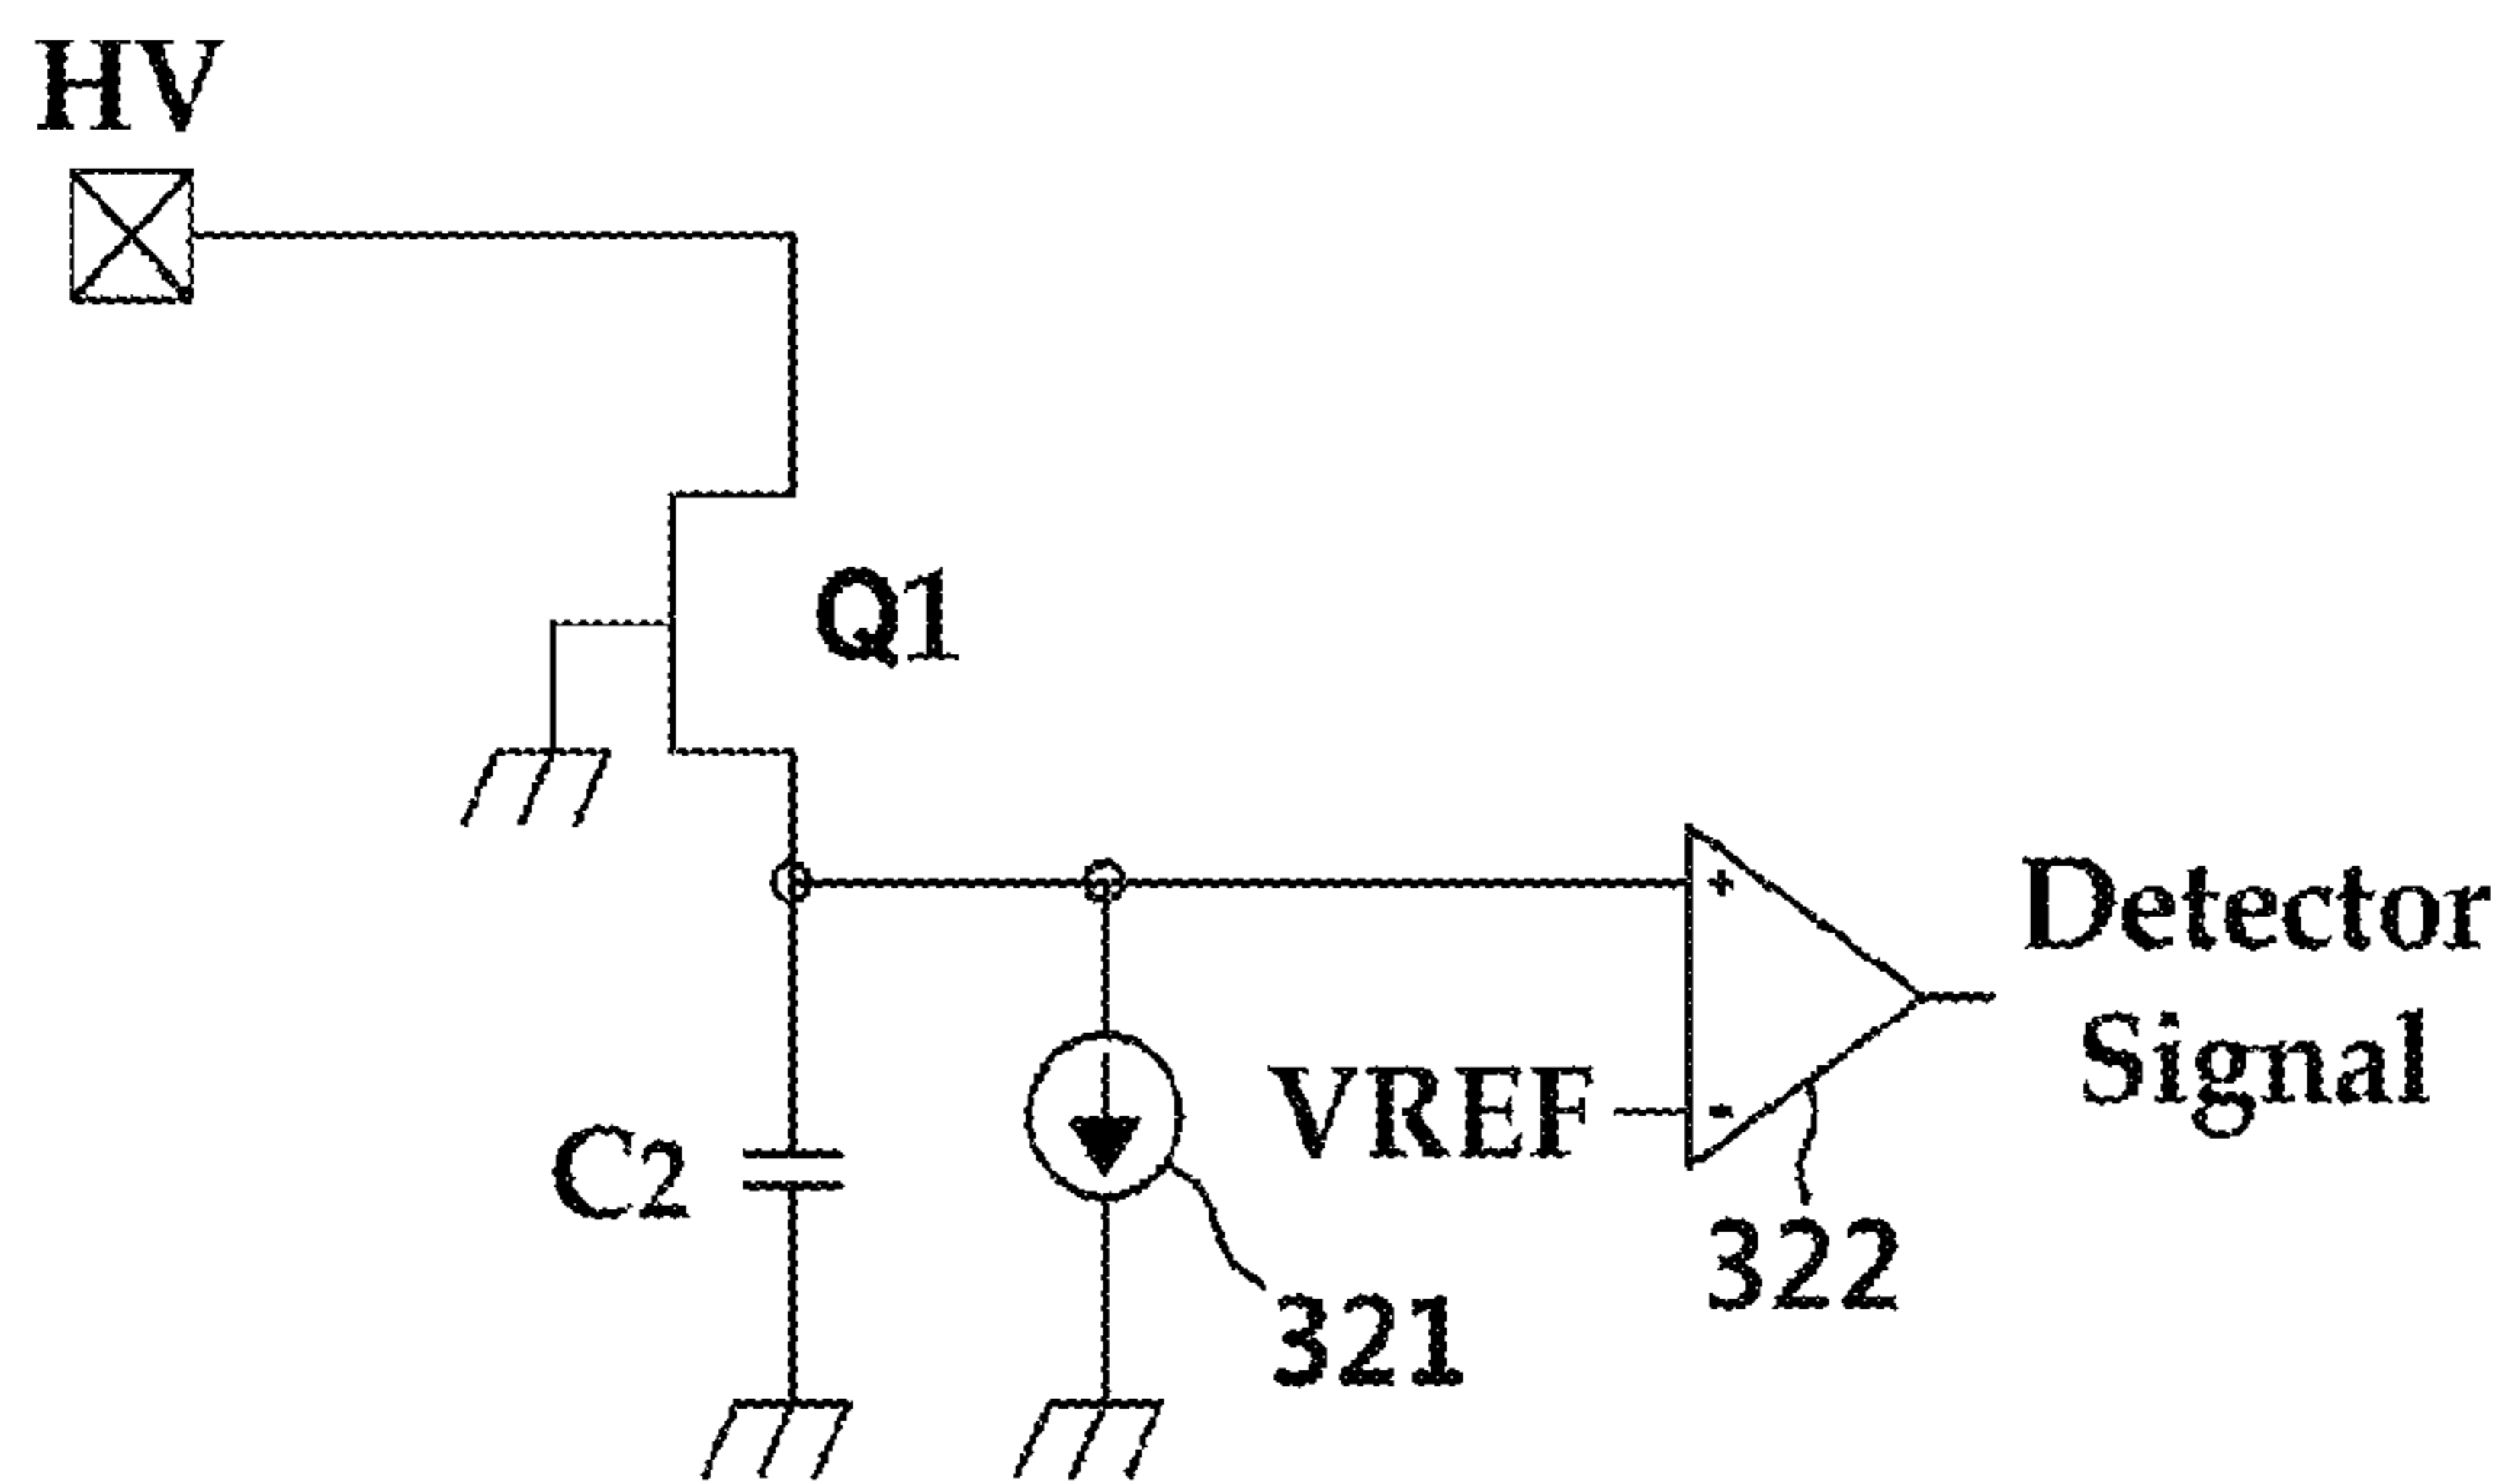 HV
Q1
+
Detector
Signal
VREF
-
C2
322
321